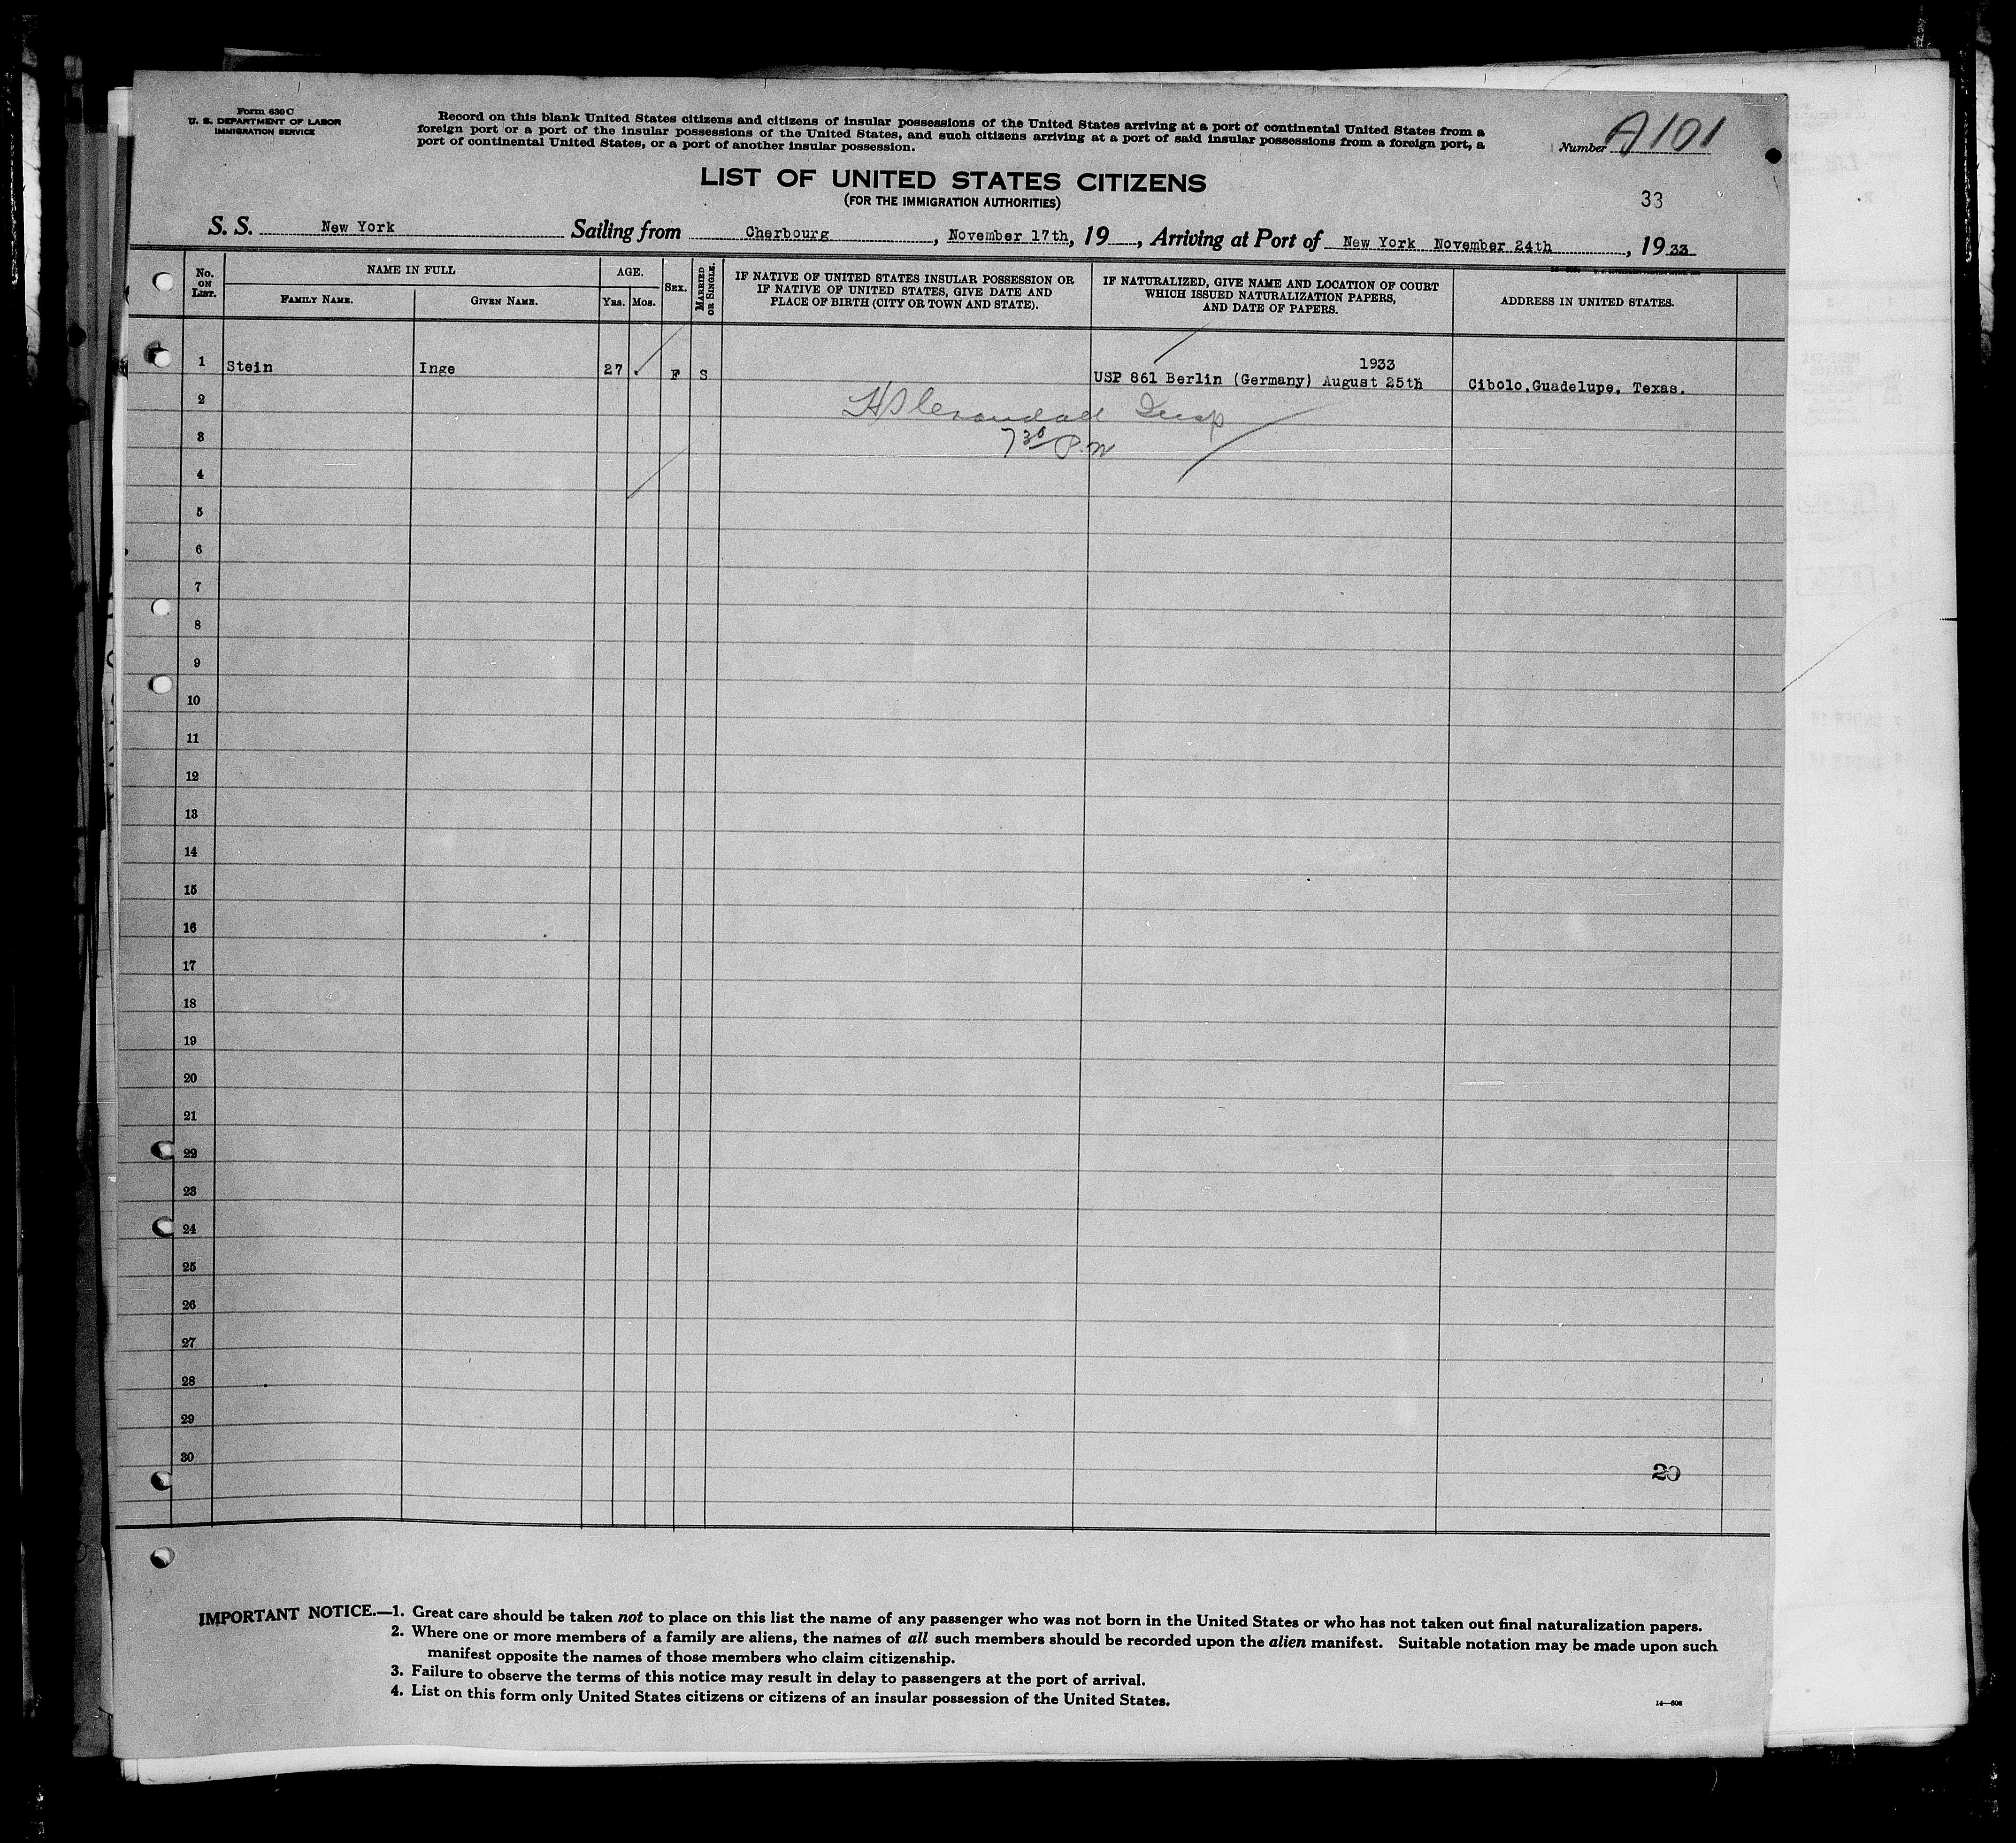 Form 630 C
U. S. DEPARTMENT OF LABOR
IMMIGRATION SERVICE
Record on this blank United States citizens and citizens of insular possessions of the United States arriving at a port of continental United States from a
foreign port or a port of the insular possessions of the United States, and such citizens arriving at a port of said insular possessions from a foreign port, a
port of continental United States, or a port of another insular possession.
Number A101
LIST OF UNITED STATES CITIZENS
(FOR THE IMMIGRATION AUTHORITIES)
33
S. S. New York Sailing from Cherbourg, November 17th, 19__, Arriving at Port of New York November 24th, 19 33
No. ON LIST.
NAME IN FULL
FAMILY NAME.
GIVEN NAME.
AGE.
YRS. MOS.
SEX.
MARRIED OR SINGLE.
IF NATIVE OF UNITED STATES INSULAR POSSESSION OR
IF NATIVE OF UNITED STATES, GIVE DATE AND
PLACE OF BIRTH (CITY OR TOWN AND STATE).
IF NATURALIZED, GIVE NAME AND LOCATION OF COURT
WHICH ISSUED NATURALIZATION PAPERS,
AND DATE OF PAPERS.
ADDRESS IN UNITED STATES.
1933
1 Stein Inge 27 F S USP 861 Berlin (Germany) August 25th Cibolo,Guadelupe, Texas.
2 Insp
3 7 30 P.M
4
5
6
7
8
9
10
11
12
13
14
15
16
17
18
19
20
21
22
23
24
25
26
27
28
29
30
20
IMPORTANT NOTICE.—1. Great care should be taken not to place on this list the name of any passenger who was not born in the United States or who has not taken out final naturalization papers.
2. Where one or more members of a family are aliens, the names of all such members should be recorded upon the alien manifest. Suitable notation may be made upon such
manifest opposite the names of those members who claim citizenship.
3. Failure to observe the terms of this notice may result in delay to passengers at the port of arrival.
4. List on this form only United States citizens or citizens of an insular possession of the United States.
14—606